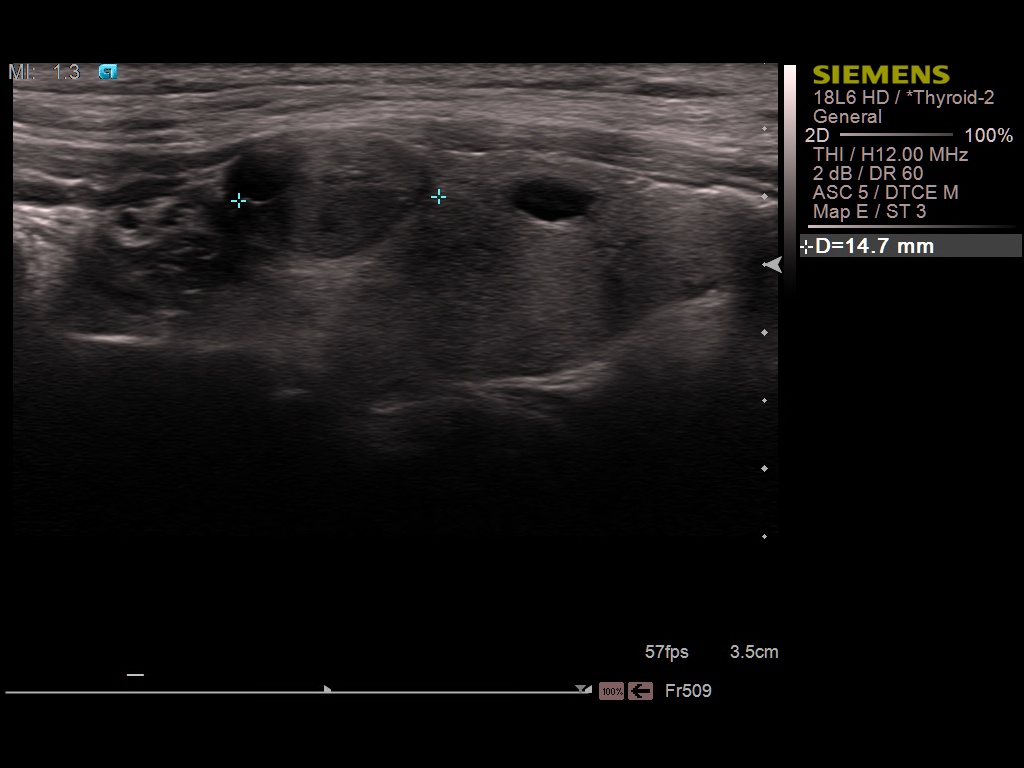 MI: 1.3
SIEMENS
18L6 HD / *Thyroid-2
General
2D 100%
THI / H12.00 MHz
2 dB / DR 60
ASC 5 / DTCE M
Map E / ST 3
D=14.7 mm
57fps 3.5cm
100% Fr509